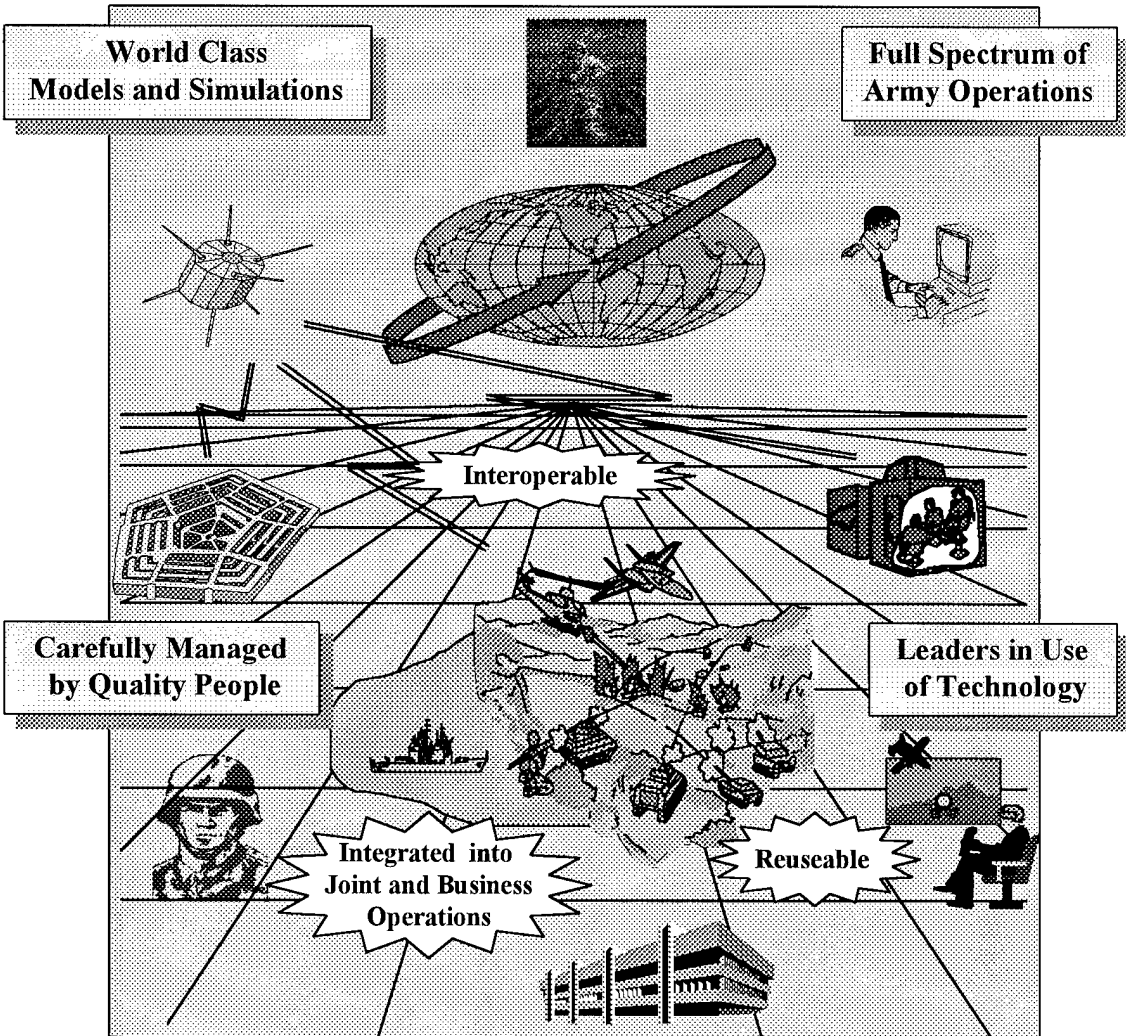 World Class
Models and Simulations
Full Spectrum of
Army Operations
Interoperable
Carefully Managed
by Quality People
Leaders in Use
of Technology
Integrated into
Joint and Business
Operations
Reuseable